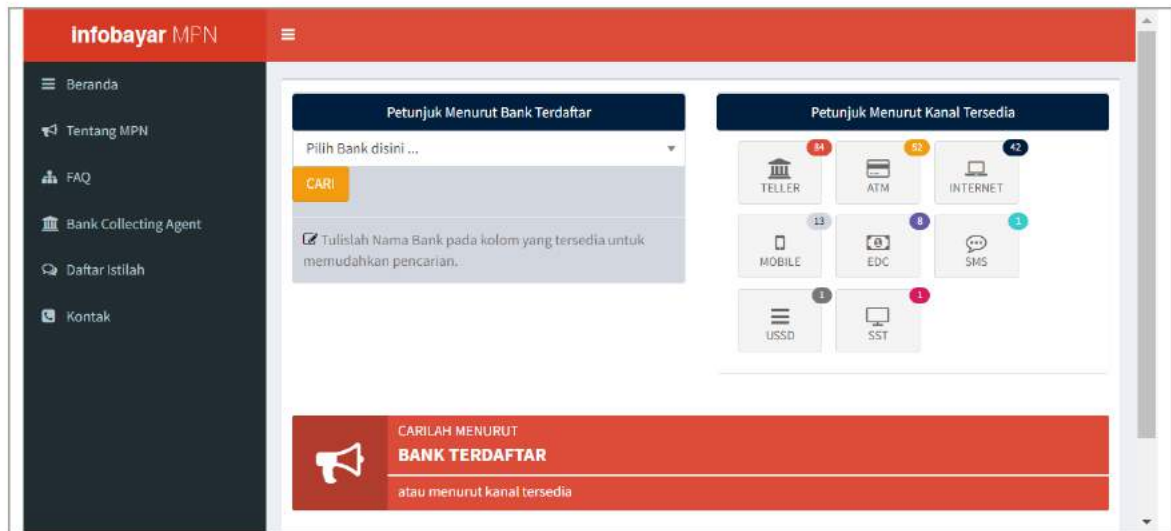 infobayar MPN
Beranda
Tentang MPN
FAQ
Bank Collecting Agent
Daftar Istilah
Kontak
Petunjuk Menurut Bank Terdaftar
Pilih Bank disini ...
CARI
Tulislah Nama Bank pada kolom yang tersedia untuk
memudahkan pencarian.
Petunjuk Menurut Kanal Tersedia
84 52 42
TELLER ATM INTERNET
13 8 1
MOBILE EDC SMS
1 1
USSD SST
CARILAH MENURUT
BANK TERDAFTAR
atau menurut kanal tersedia